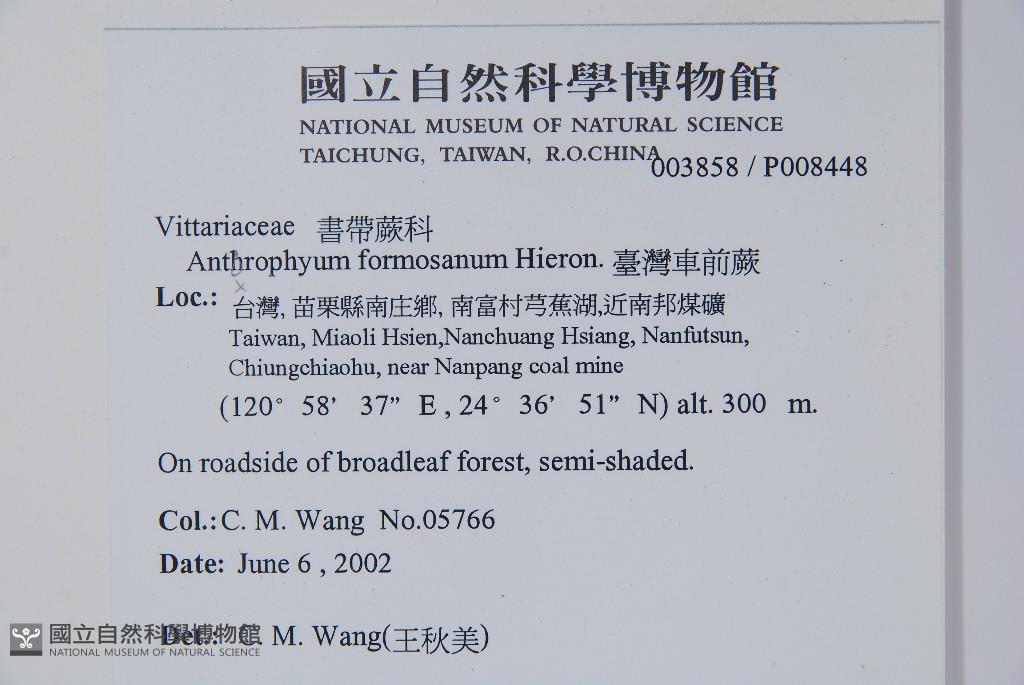 國立自然科學博物館
NATIONAL MUSEUM OF NATURAL SCIENCE
TAICHUNG, TAIWAN, R.O.CHINA
003858 / P008448
Vittariaceae 書帶蕨科
Anthrophyum formosanum Hieron. 臺灣車前蕨
Loc.: 台灣, 苗栗縣南庄鄉, 南富村芎蕉湖,近南邦煤礦
Taiwan, Miaoli Hsien,Nanchuang Hsiang, Nanfutsun,
Chiungchiaohu, near Nanpang coal mine
(120° 58’ 37” E , 24° 36’ 51” N) alt. 300 m.
On roadside of broadleaf forest, semi-shaded.
Col.: C. M. Wang No.05766
Date: June 6 , 2002
Det.: C. M. Wang(王秋美)
國立自然科學博物館
NATIONAL MUSEUM OF NATURAL SCIENCE